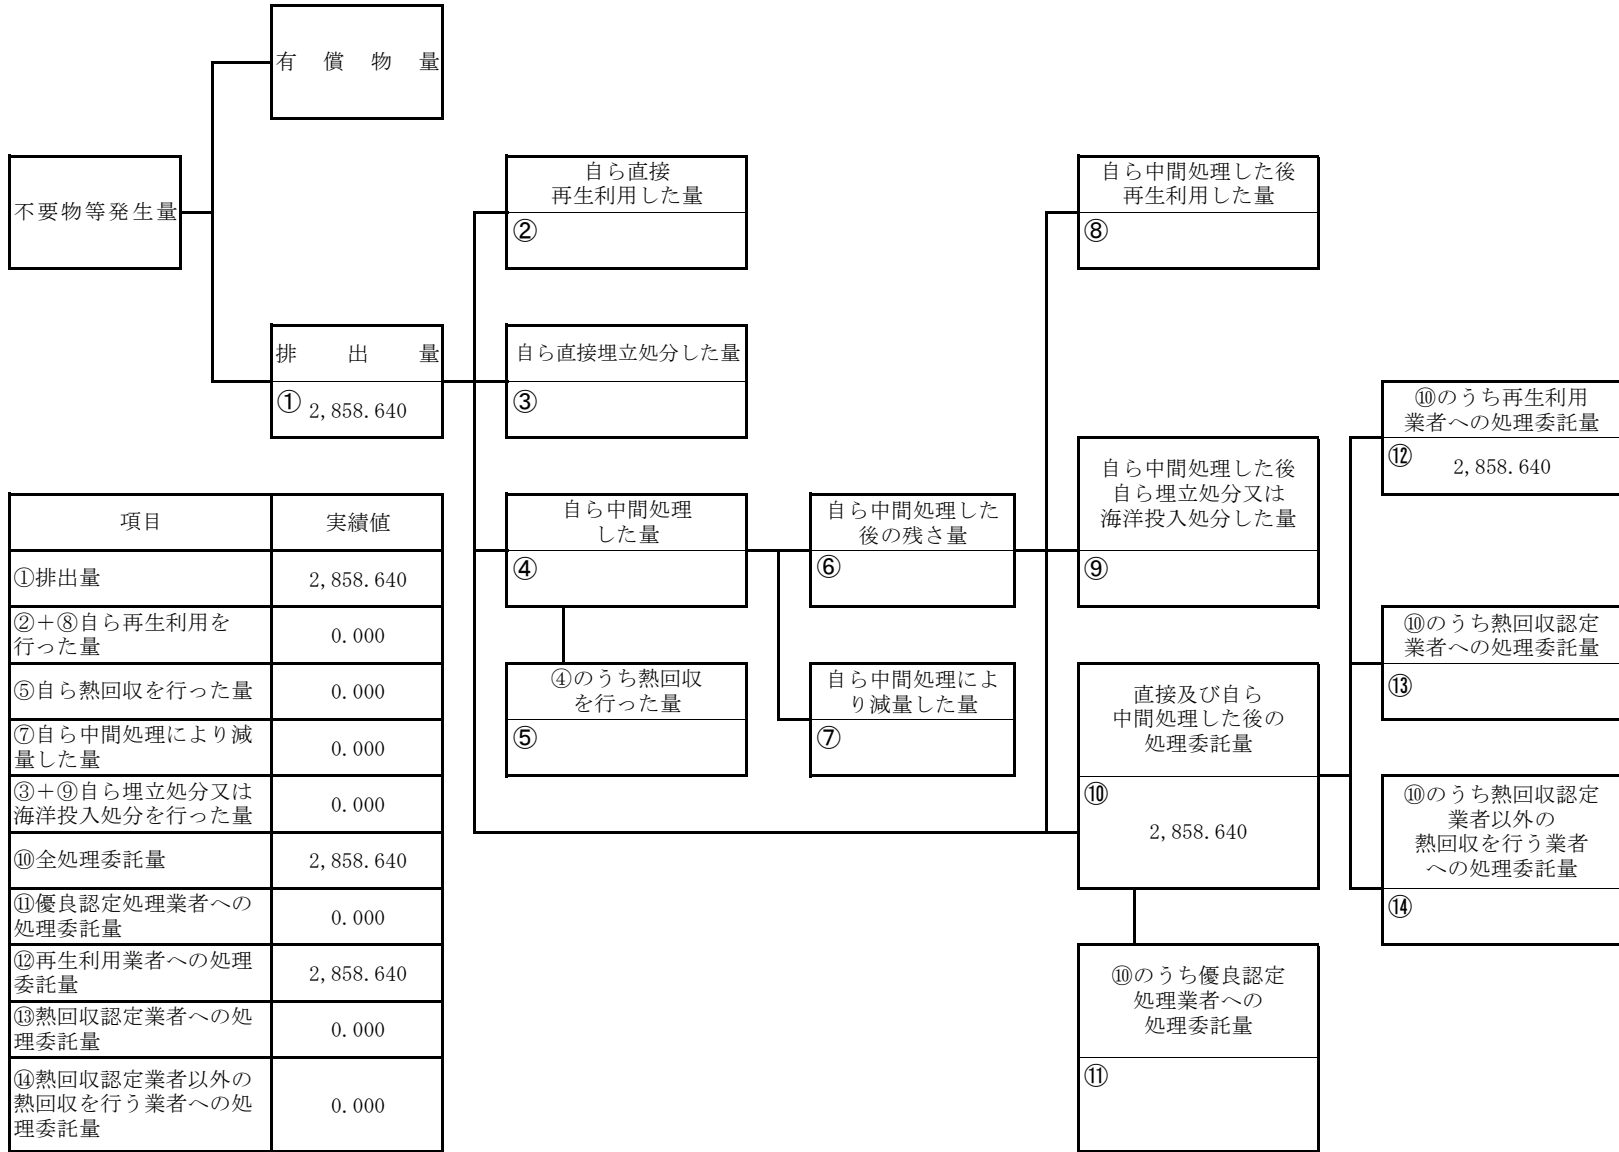 有償物量
不要物等発生量
排出量
① 2,858.640
自ら直接
再生利用した量
②
自ら直接埋立処分した量
③
自ら中間処理
した量
④
④のうち熱回収
を行った量
⑤
自ら中間処理した
後の残さ量
⑥
自ら中間処理によ
り減量した量
⑦
自ら中間処理した後
再生利用した量
⑧
自ら中間処理した後
自ら埋立処分又は
海洋投入処分した量
⑨
直接及び自ら
中間処理した後の
処理委託量
⑩
2,858.640
⑩のうち優良認定
処理業者への
処理委託量
⑪
⑩のうち再生利用
業者への処理委託量
⑫ 2,858.640
⑩のうち熱回収認定
業者への処理委託量
⑬
⑩のうち熱回収認定
業者以外の
熱回収を行う業者
への処理委託量
⑭
項目 実績値
①排出量 2,858.640
②+⑧自ら再生利用を
行った量 0.000
⑤自ら熱回収を行った量 0.000
⑦自ら中間処理により減
量した量 0.000
③+⑨自ら埋立処分又は
海洋投入処分を行った量 0.000
⑩全処理委託量 2,858.640
⑪優良認定処理業者への
処理委託量 0.000
⑫再生利用業者への処理
委託量 2,858.640
⑬熱回収認定業者への処
理委託量 0.000
⑭熱回収認定業者以外の
熱回収を行う業者への処
理委託量 0.000